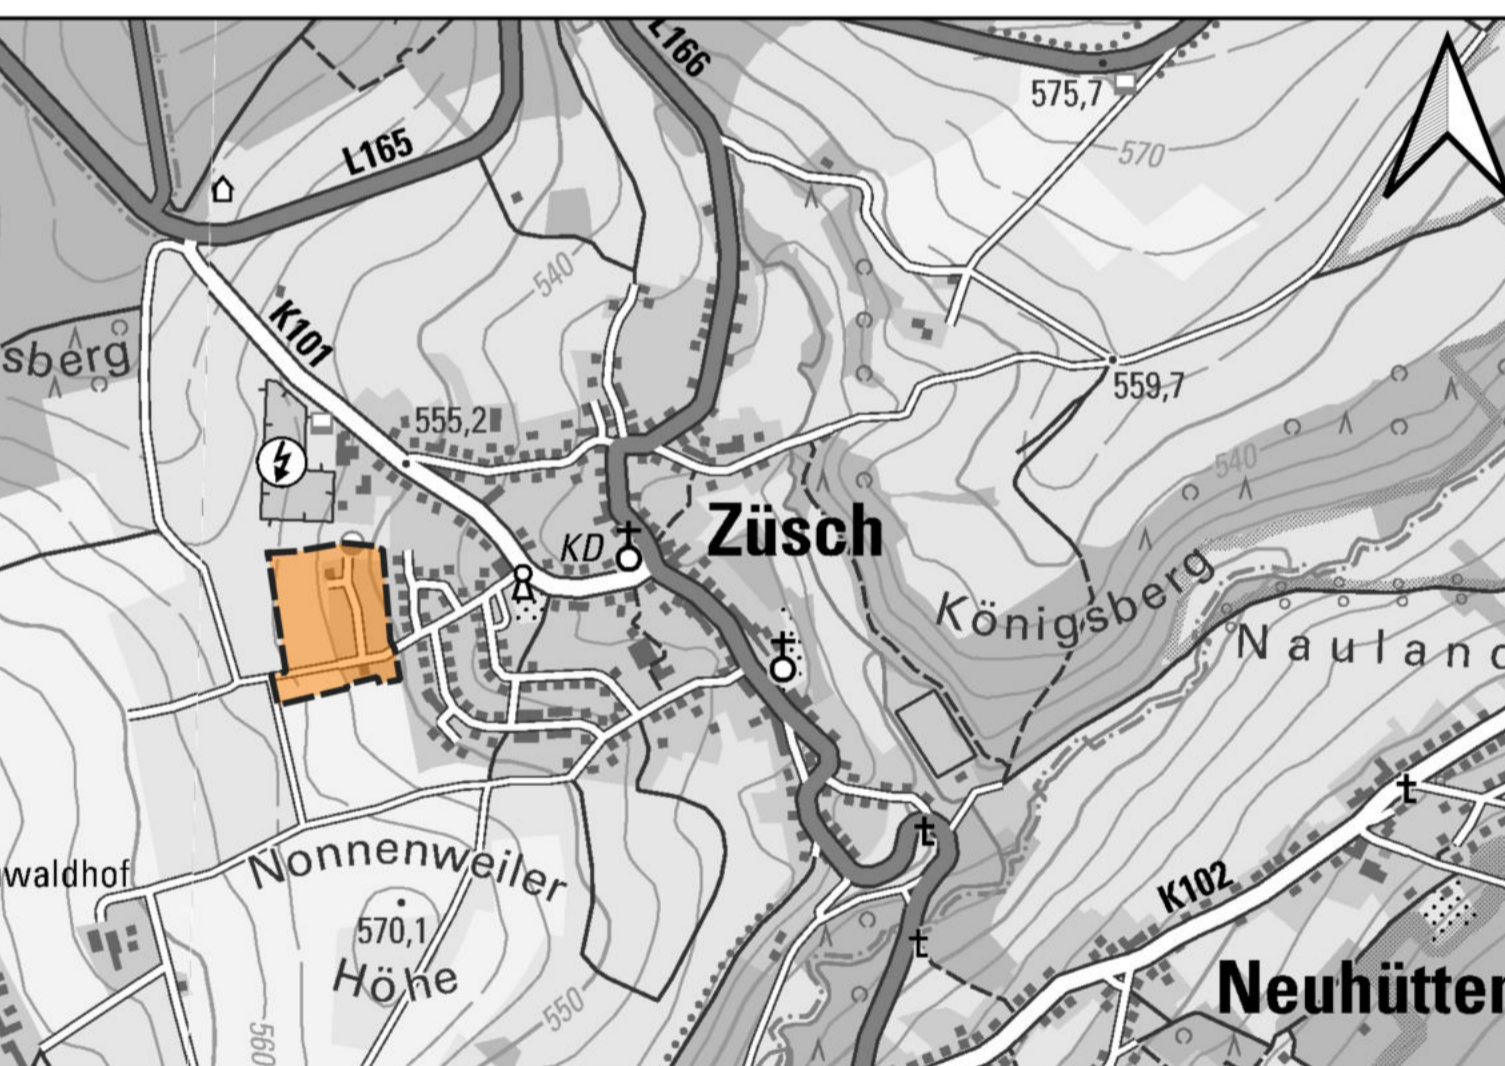 L166
575,7
L165
570
540
K101
sberg
559,7
555,2
540
Züsch
KD
Königsberg
Nauland
waldhof
Nonnenweiler
Höhe
570,1
K102
550
560
Neuhütten